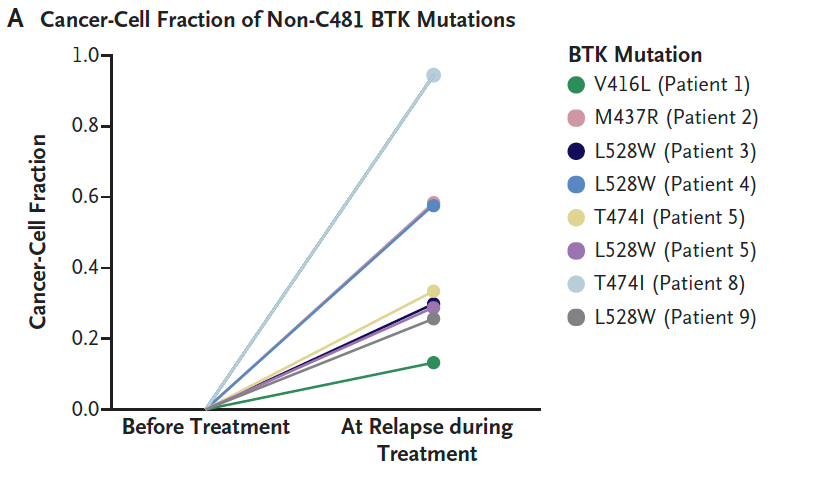 A Cancer-Cell Fraction of Non-C481 BTK Mutations
Cancer-Cell Fraction
1.0
0.8
0.6
0.4
0.2
0.0
Before Treatment
At Relapse during
Treatment
BTK Mutation
V416L (Patient 1)
M437R (Patient 2)
L528W (Patient 3)
L528W (Patient 4)
T474I (Patient 5)
L528W (Patient 5)
T474I (Patient 8)
L528W (Patient 9)